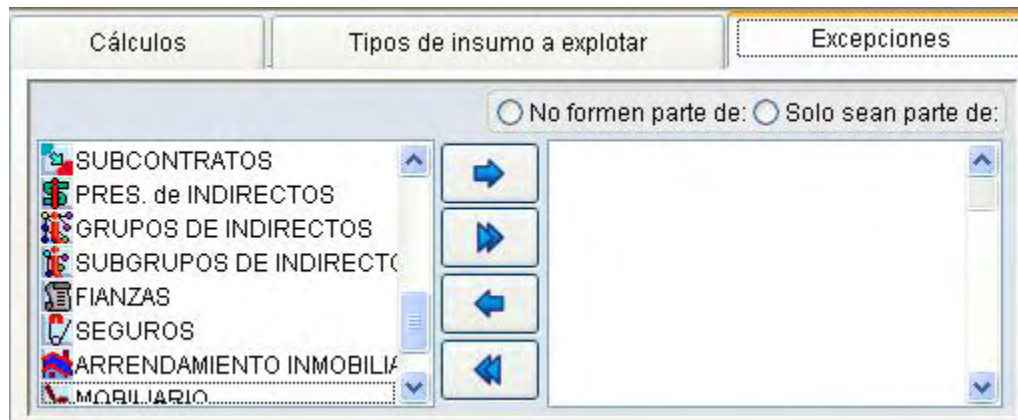 Cálculos
Tipos de insumo a explotar
Excepciones
No formen parte de: Solo sean parte de:
SUBCONTRATOS
PRES. de INDIRECTOS
GRUPOS DE INDIRECTOS
SUBGRUPOS DE INDIRECTO
FIANZAS
SEGUROS
ARRENDAMIENTO INMOBILIA
MOBILIARIO